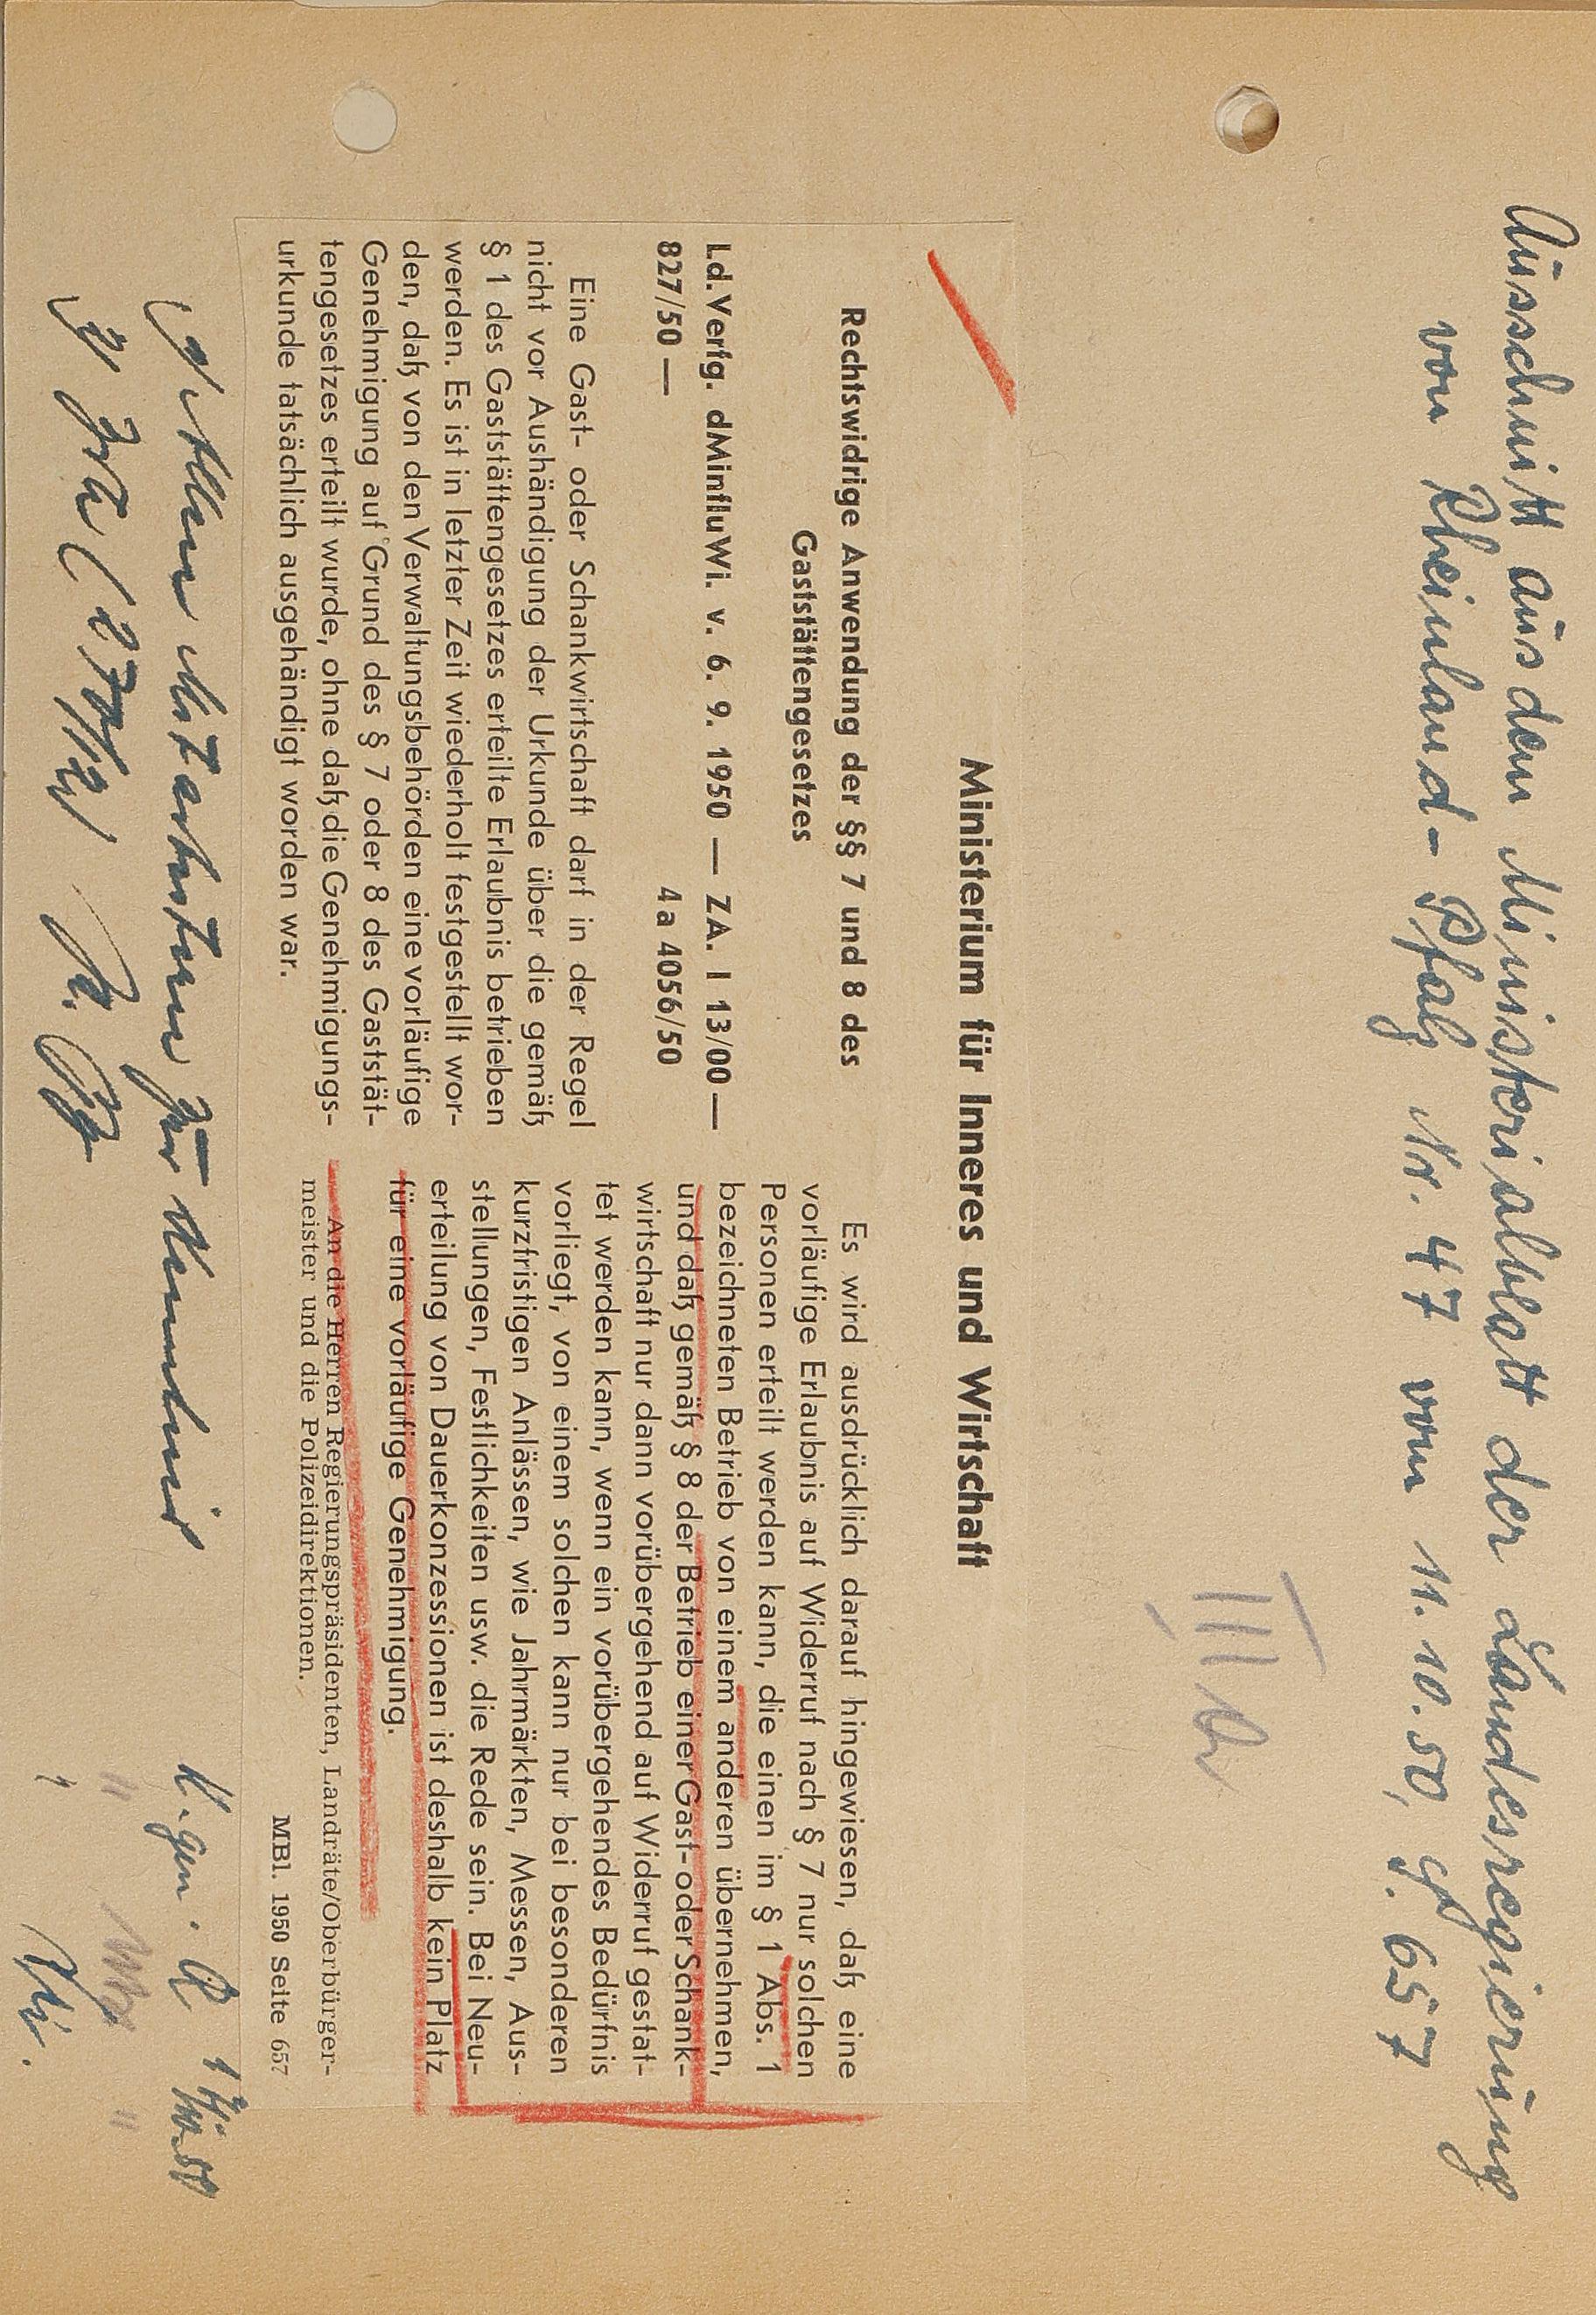 Ausschnitt aus dem Ministerialblatt der Landesregierung
von Rheinland-Pfalz Nr. 47 vom 11. 10. 50, S. 657
III
Ministerium für Inneres und Wirtschaft
Rechtswidrige Anwendung der §§ 7 und 8 des
Gaststättengesetzes
Ld. Verfg. dMinfluWi. v. 6. 9. 1950 — ZA. I 13/00 —
827/50 — 4a 4056/50
Eine Gast- oder Schankwirtschaft darf in der Regel
nicht vor Aushändigung der Urkunde über die gemäß
§ 1 des Gaststättengesetzes erteilte Erlaubnis betrieben
werden. Es ist in letzter Zeit wiederholt festgestellt wor-
den, daß von den Verwaltungsbehörden eine vorläufige
Genehmigung auf Grund des § 7 oder 8 des Gaststät-
tengesetzes erteilt wurde, ohne daß die Genehmigungs-
urkunde tatsächlich ausgehändigt worden war.
Es wird ausdrücklich darauf hingewiesen, daß eine
vorläufige Erlaubnis auf Widerruf nach § 7 nur solchen
Personen erteilt werden kann, die einen im § 1 Abs. 1
bezeichneten Betrieb von einem anderen übernehmen,
und daß gemäß § 8 der Betrieb einer Gast- oder Schank-
wirtschaft nur dann vorübergehend auf Widerruf gestat-
tet werden kann, wenn ein vorübergehendes Bedürfnis
vorliegt, von einem solchen kann nur bei besonderen
kurzfristigen Anlässen, wie Jahrmärkten, Messen, Aus-
stellungen, Festlichkeiten usw. die Rede sein. Bei Neu-
erteilung von Dauerkonzessionen ist deshalb kein Platz
für eine vorläufige Genehmigung.
An die Herren Regierungspräsidenten, Landräte/Oberbürger-
meister und die Polizeidirektionen.
MBl. 1950 Seite 657